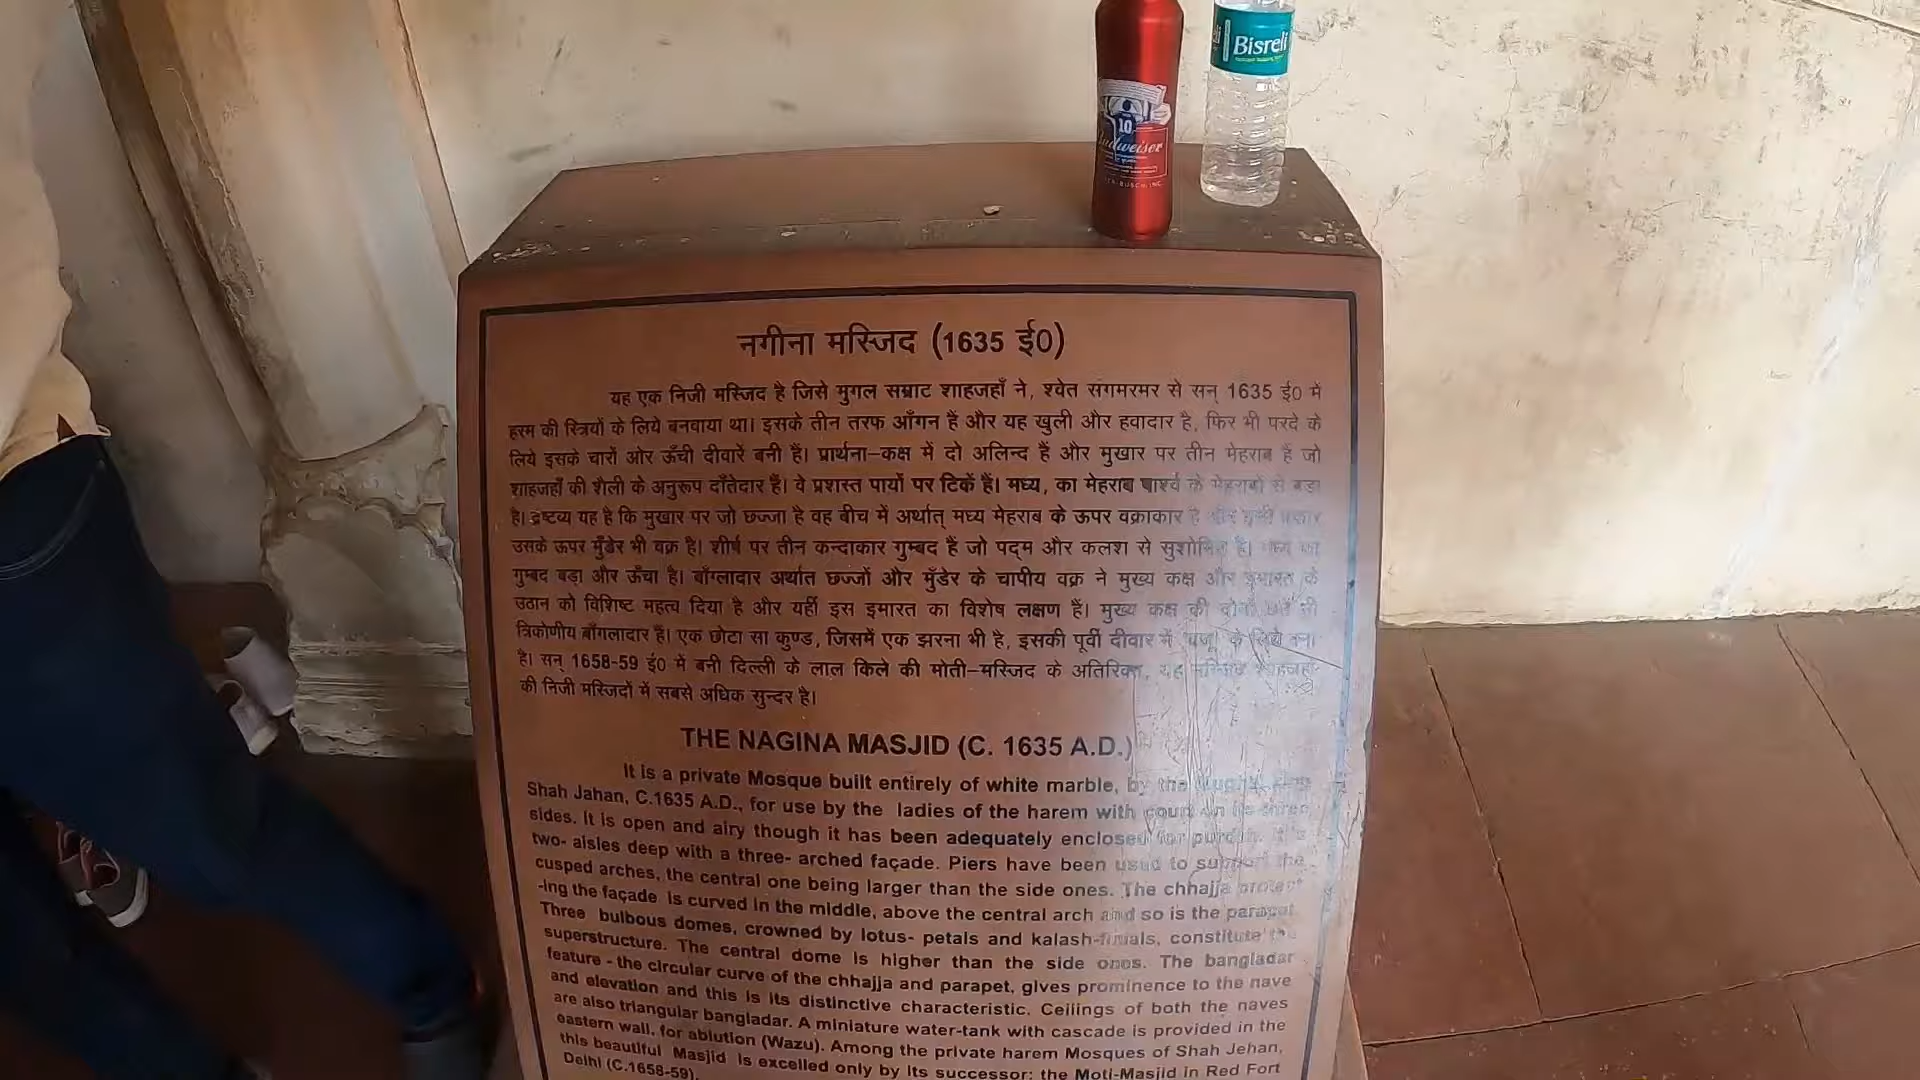 Bisleri
10
Budweiser
नगीना मस्जिद (1635 ई0)
यह एक निजी मस्जिद है जिसे मुगल सम्राट शाहजहाँ ने, श्वेत संगमरमर से सन् 1635 ई0 में
हरम की स्त्रियों के लिये बनवाया था। इसके तीन तरफ आँगन हैं और यह खुली और हवादार है, फिर भी परदे के
लिये इसके चारों ओर ऊँची दीवारें बनी हैं। प्रार्थना–कक्ष में दो अलिन्द हैं और मुखार पर तीन मेहराब हैं जो
शाहजहाँ की शैली के अनुरूप दाँतेदार हैं। वे प्रशस्त पायों पर टिकें हैं। मध्य, का मेहराब पार्श्व के मेहराबों से बड़ा
है। द्रष्टव्य यह है कि मुखार पर जो छज्जा है वह बीच में अर्थात् मध्य मेहराब के ऊपर वक्राकार है
उसके ऊपर मुँडेर भी वक्र है। शीर्ष पर तीन कन्दाकार गुम्बद हैं जो पद्म और कलश से सुशोभित है।
गुम्बद बड़ा और ऊँचा है। बाँग्लादार अर्थात छज्जों और मुँडेर के चापीय वक्र ने मुख्य कक्ष और इमारत के
उठान को विशिष्ट महत्व दिया है और यहीं इस इमारत का विशेष लक्षण हैं। मुख्य कक्ष की दोनों छतें भी
त्रिकोणीय बाँगलादार हैं। एक छोटा सा कुण्ड, जिसमें एक झरना भी है, इसकी पूर्वी दीवार में 'वजू' के लिये बना
है। सन् 1658-59 ई0 में बनी दिल्ली के लाल किले की मोती–मस्जिद के अतिरिक्त, यह मस्जिद शाहजहाँ
की निजी मस्जिदों में सबसे अधिक सुन्दर है।
THE NAGINA MASJID (C. 1635 A.D.)
It is a private Mosque built entirely of white marble, by the Mughal King
Shah Jahan, C.1635 A.D., for use by the ladies of the harem with court on its three
sides. It is open and airy though it has been adequately enclosed for purdah. It is
two- aisles deep with a three- arched façade. Piers have been used to support the
cusped arches, the central one being larger than the side ones. The chhajja protect
-ing the façade is curved in the middle, above the central arch and so is the parapet.
Three bulbous domes, crowned by lotus- petals and kalash-finials, constitute the
superstructure. The central dome is higher than the side ones. The bangladar
feature - the circular curve of the chhajja and parapet, gives prominence to the nave
and elevation and this is its distinctive characteristic. Ceilings of both the naves
are also triangular bangladar. A miniature water-tank with cascade is provided in the
eastern wall, for ablution (Wazu). Among the private harem Mosques of Shah Jehan,
this beautiful Masjid is excelled only by its successor: the Moti-Masjid in Red Fort
Delhi (C.1658-59).